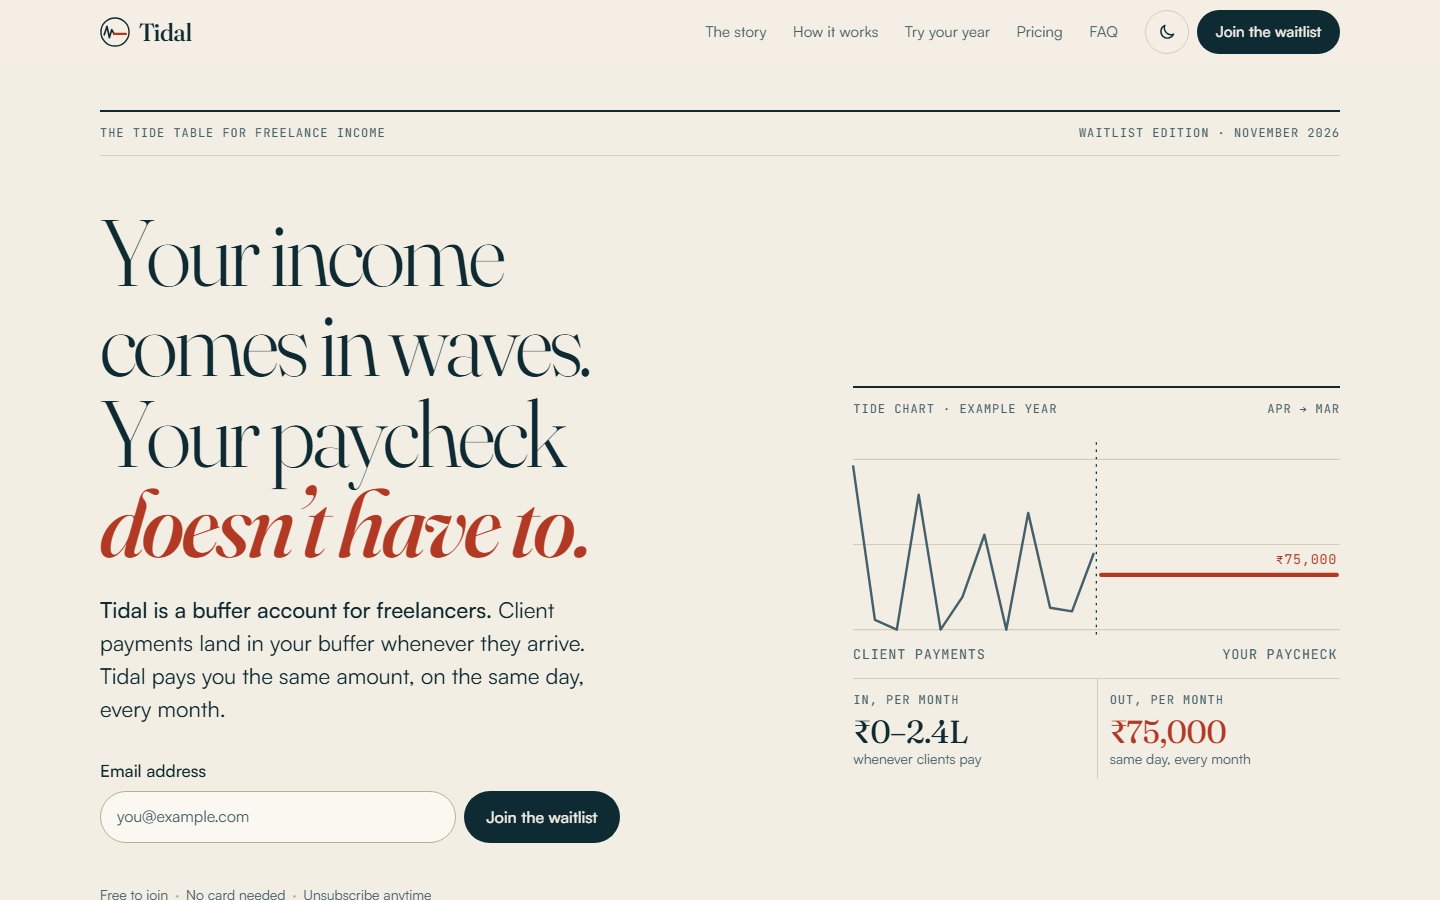 Tidal
The story
How it works
Try your year
Pricing
FAQ
Join the waitlist
THE TIDE TABLE FOR FREELANCE INCOME
WAITLIST EDITION · NOVEMBER 2026
Your income
comes in waves.
Your paycheck
doesn’t have to.
Tidal is a buffer account for freelancers. Client
payments land in your buffer whenever they arrive.
Tidal pays you the same amount, on the same day,
every month.
Email address
you@example.com
Join the waitlist
Free to join · No card needed · Unsubscribe anytime
TIDE CHART · EXAMPLE YEAR
APR → MAR
₹75,000
CLIENT PAYMENTS
YOUR PAYCHECK
IN, PER MONTH
₹0–2.4L
whenever clients pay
OUT, PER MONTH
₹75,000
same day, every month